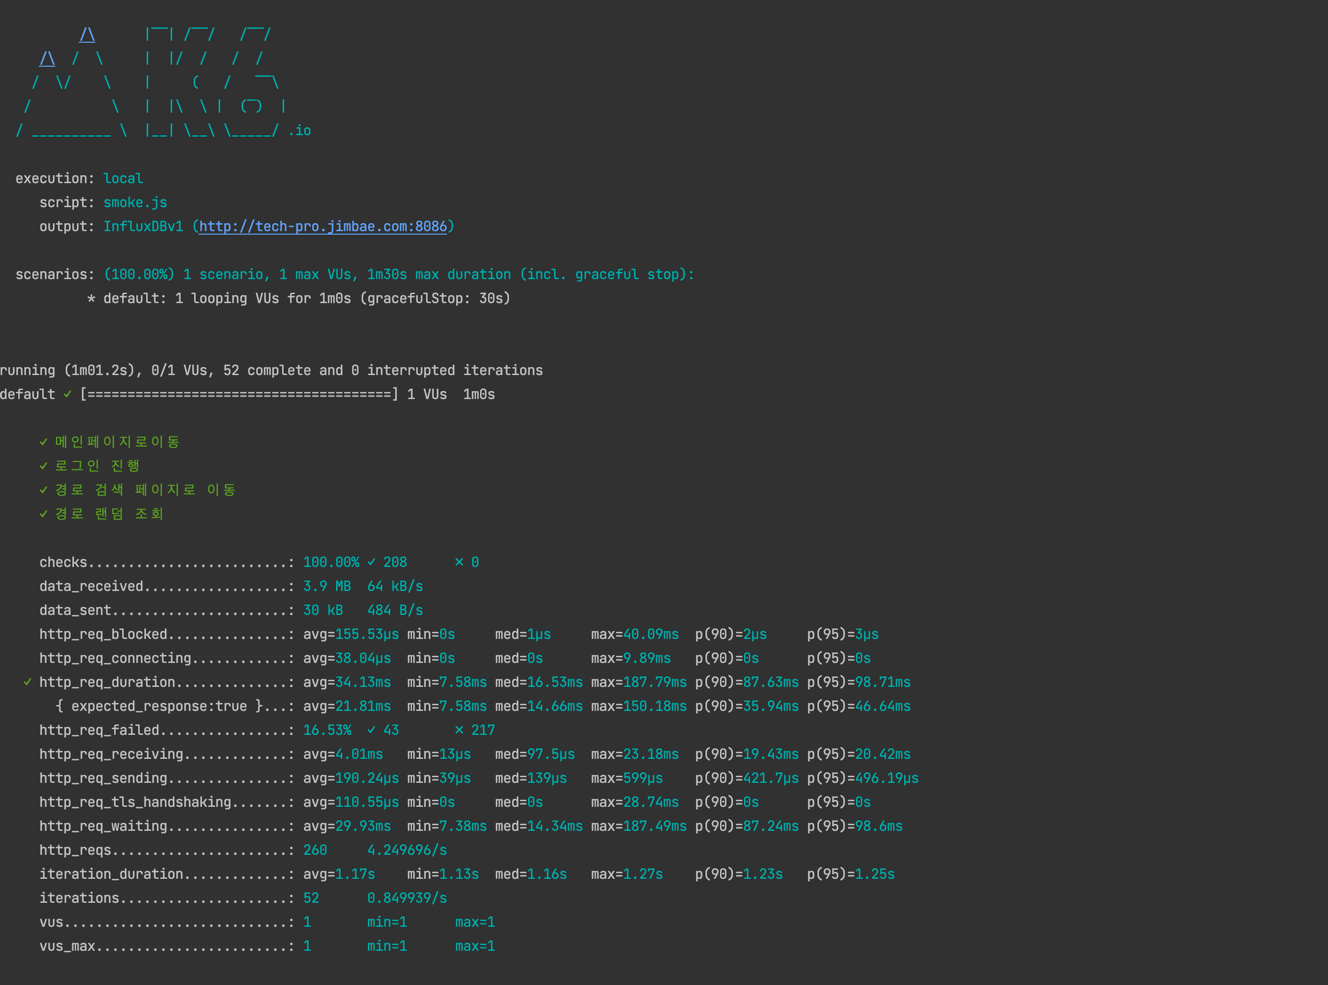 /\      |‾‾| /‾‾/   /‾‾/
/\  /  \     |  |/  /   /  /
/  \/    \    |     (   /   ‾‾\
/          \   |  |\  \ |  (‾)  |
/ __________ \  |__| \__\ \_____/ .io
execution: local
script: smoke.js
output: InfluxDBv1 (http://tech-pro.jimbae.com:8086)
scenarios: (100.00%) 1 scenario, 1 max VUs, 1m30s max duration (incl. graceful stop):
* default: 1 looping VUs for 1m0s (gracefulStop: 30s)
running (1m01.2s), 0/1 VUs, 52 complete and 0 interrupted iterations
default ✓ [======================================] 1 VUs  1m0s
✓ 메인페이지로이동
✓ 로그인 진행
✓ 경로 검색 페이지로 이동
✓ 경로 랜덤 조회
checks.........................: 100.00% ✓ 208      ✗ 0
data_received..................: 3.9 MB  64 kB/s
data_sent......................: 30 kB   484 B/s
http_req_blocked...............: avg=155.53µs min=0s     med=1µs     max=40.09ms  p(90)=2µs     p(95)=3µs
http_req_connecting............: avg=38.04µs  min=0s     med=0s      max=9.89ms   p(90)=0s      p(95)=0s
✓ http_req_duration..............: avg=34.13ms  min=7.58ms med=16.53ms max=187.79ms p(90)=87.63ms p(95)=98.71ms
{ expected_response:true }...: avg=21.81ms  min=7.58ms med=14.66ms max=150.18ms p(90)=35.94ms p(95)=46.64ms
http_req_failed................: 16.53%  ✓ 43       ✗ 217
http_req_receiving.............: avg=4.01ms   min=13µs   med=97.5µs  max=23.18ms  p(90)=19.43ms p(95)=20.42ms
http_req_sending...............: avg=190.24µs min=39µs   med=139µs   max=599µs    p(90)=421.7µs p(95)=496.19µs
http_req_tls_handshaking.......: avg=110.55µs min=0s     med=0s      max=28.74ms  p(90)=0s      p(95)=0s
http_req_waiting...............: avg=29.93ms  min=7.38ms med=14.34ms max=187.49ms p(90)=87.24ms p(95)=98.6ms
http_reqs......................: 260     4.249696/s
iteration_duration.............: avg=1.17s    min=1.13s  med=1.16s   max=1.27s    p(90)=1.23s   p(95)=1.25s
iterations.....................: 52      0.849939/s
vus............................: 1       min=1      max=1
vus_max........................: 1       min=1      max=1